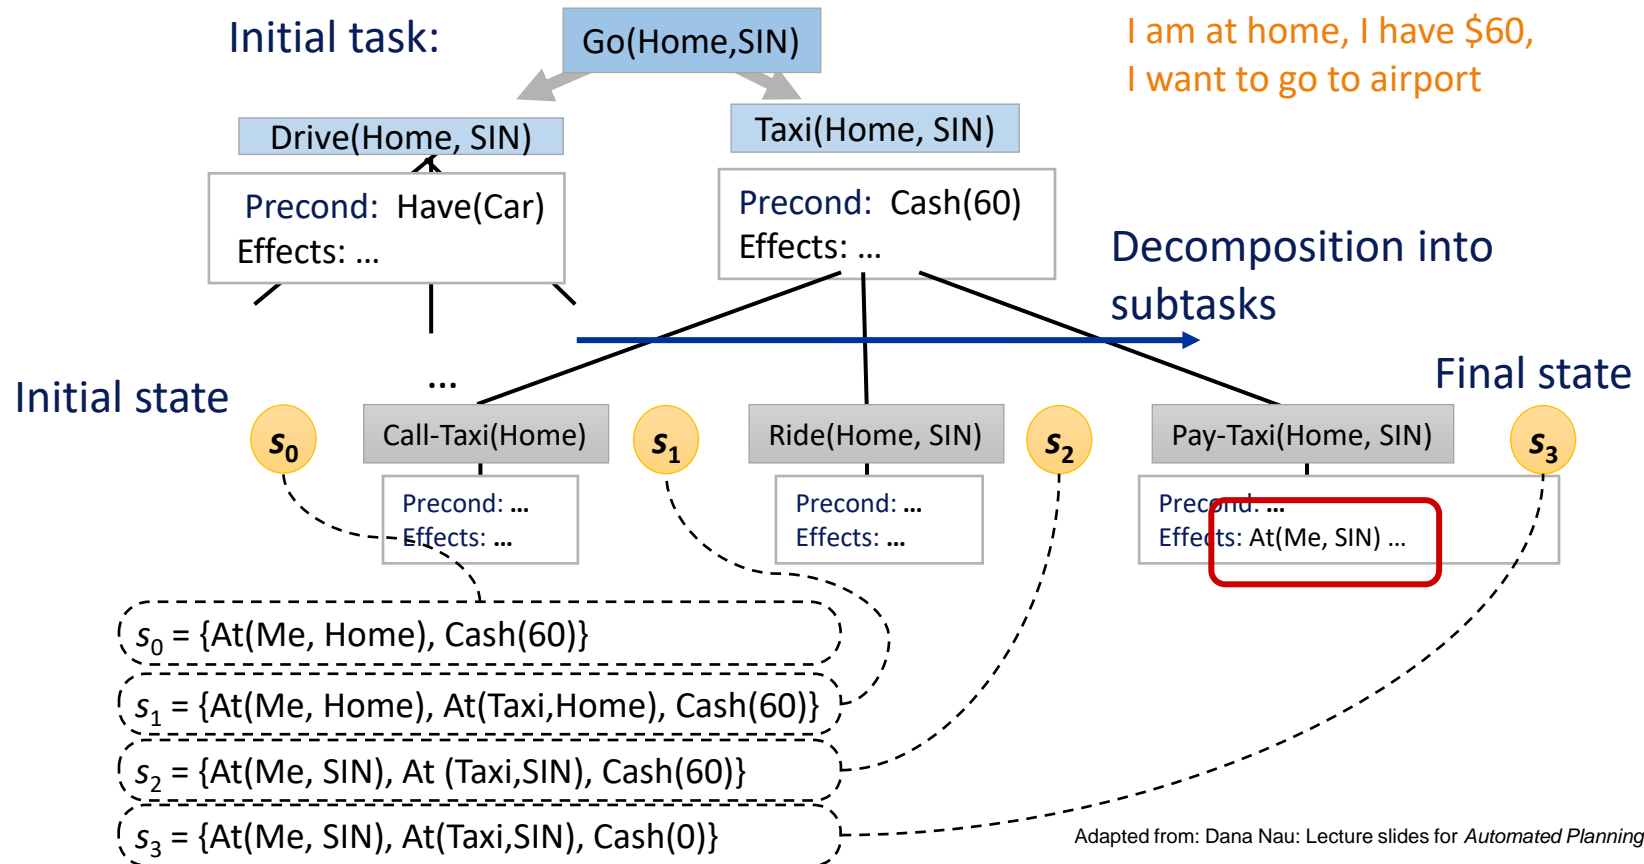 Initial task:
Go(Home,SIN)
I am at home, I have $60,
I want to go to airport
Drive(Home, SIN)
Taxi(Home, SIN)
Precond: Have(Car)
Effects: ...
Precond: Cash(60)
Effects: ...
Decomposition into
subtasks
...
Initial state
Final state
s0
Call-Taxi(Home)
s1
Ride(Home, SIN)
s2
Pay-Taxi(Home, SIN)
s3
Precond: ...
Effects: ...
Precond: ...
Effects: ...
Precond: ...
Effects: At(Me, SIN) ...
s0 = {At(Me, Home), Cash(60)}
s1 = {At(Me, Home), At(Taxi,Home), Cash(60)}
s2 = {At(Me, SIN), At (Taxi,SIN), Cash(60)}
s3 = {At(Me, SIN), At(Taxi,SIN), Cash(0)}
Adapted from: Dana Nau: Lecture slides for Automated Planning